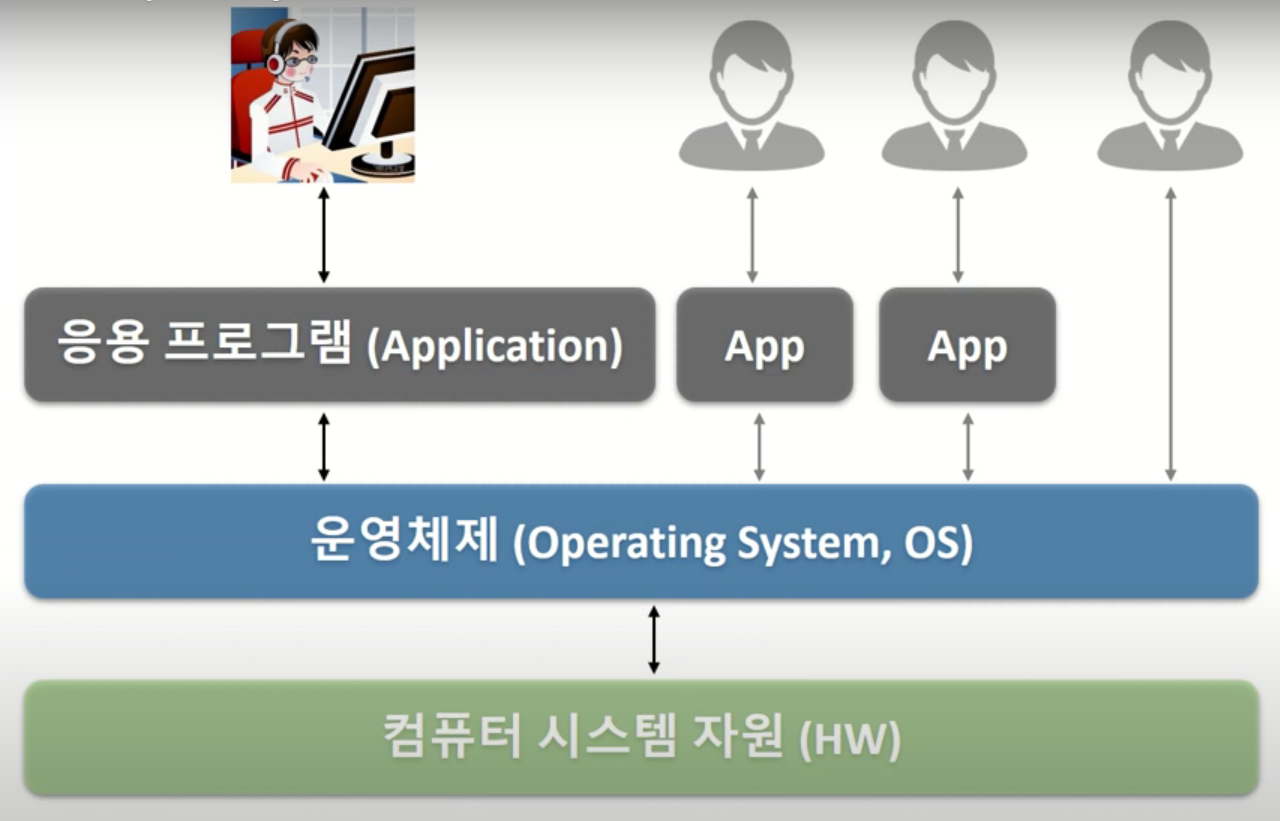 응용 프로그램 (Application)
App
App
운영체제 (Operating System, OS)
컴퓨터 시스템 자원 (HW)